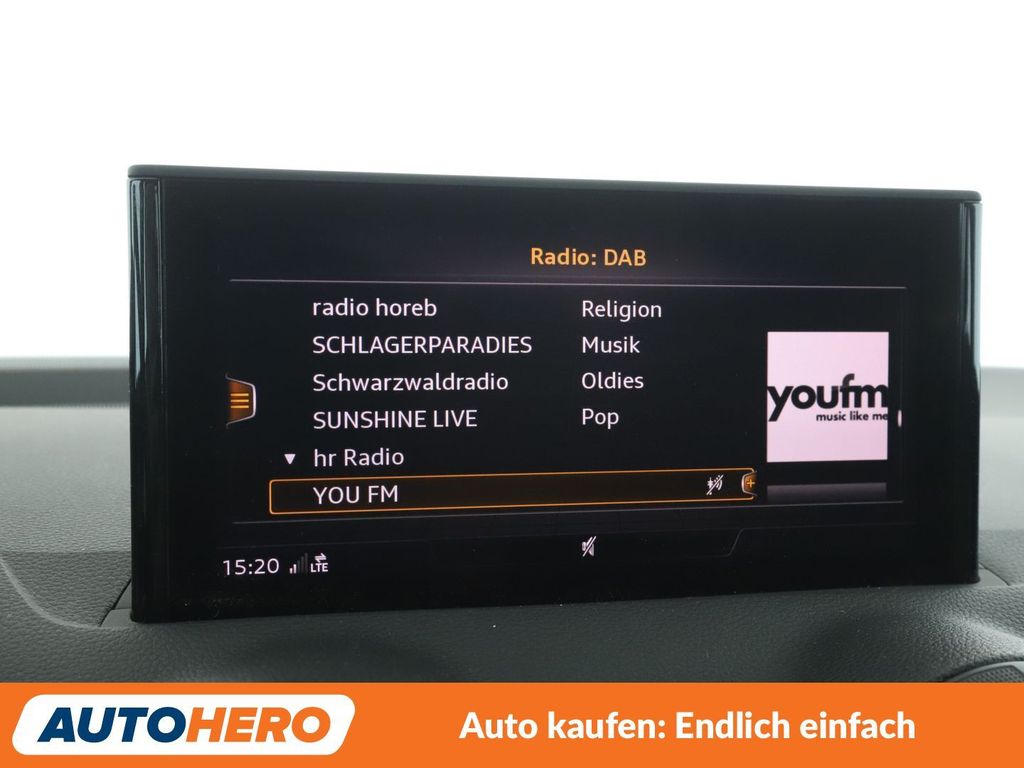 Radio: DAB
radio horeb Religion
SCHLAGERPARADIES Musik
Schwarzwaldradio Oldies
SUNSHINE LIVE Pop
hr Radio
YOU FM
youfm
music like me
15:20 LTE
AUTOHERO Auto kaufen: Endlich einfach